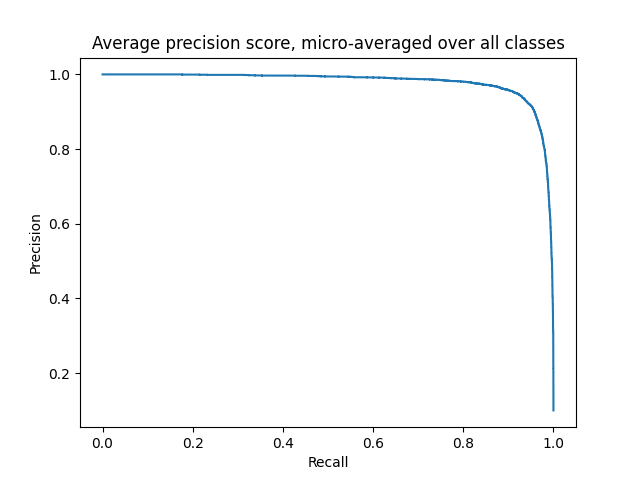 Average precision score, micro-averaged over all classes
1.0
0.8
0.6
0.4
0.2
Precision
0.0 0.2 0.4 0.6 0.8 1.0
Recall